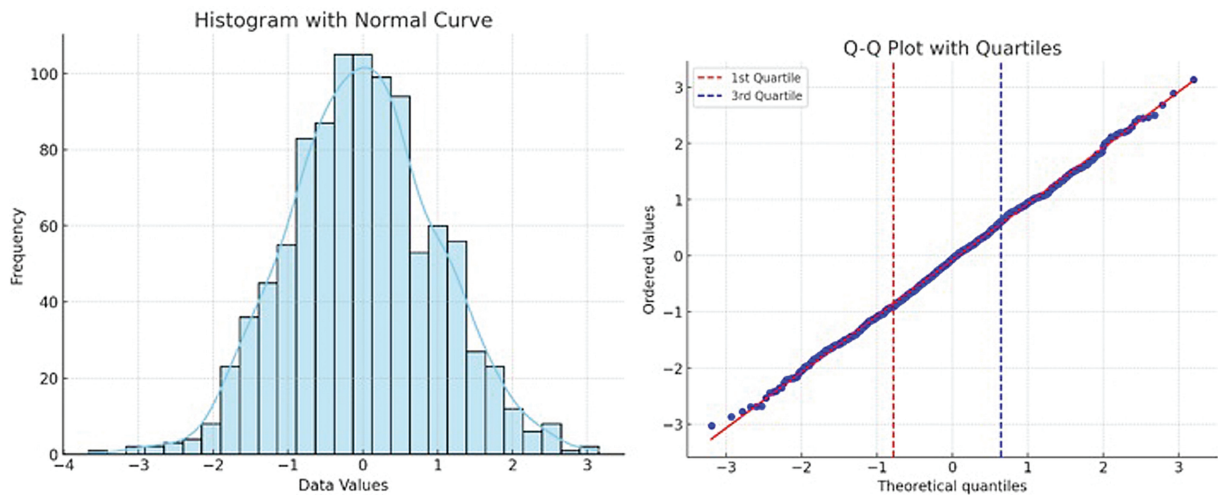 Histogram with Normal Curve
Frequency
100
80
60
40
20
0
−4 −3 −2 −1 0 1 2 3
Data Values
Q-Q Plot with Quartiles
1st Quartile
3rd Quartile
Ordered Values
3
2
1
0
−1
−2
−3
−3 −2 −1 0 1 2 3
Theoretical quantiles